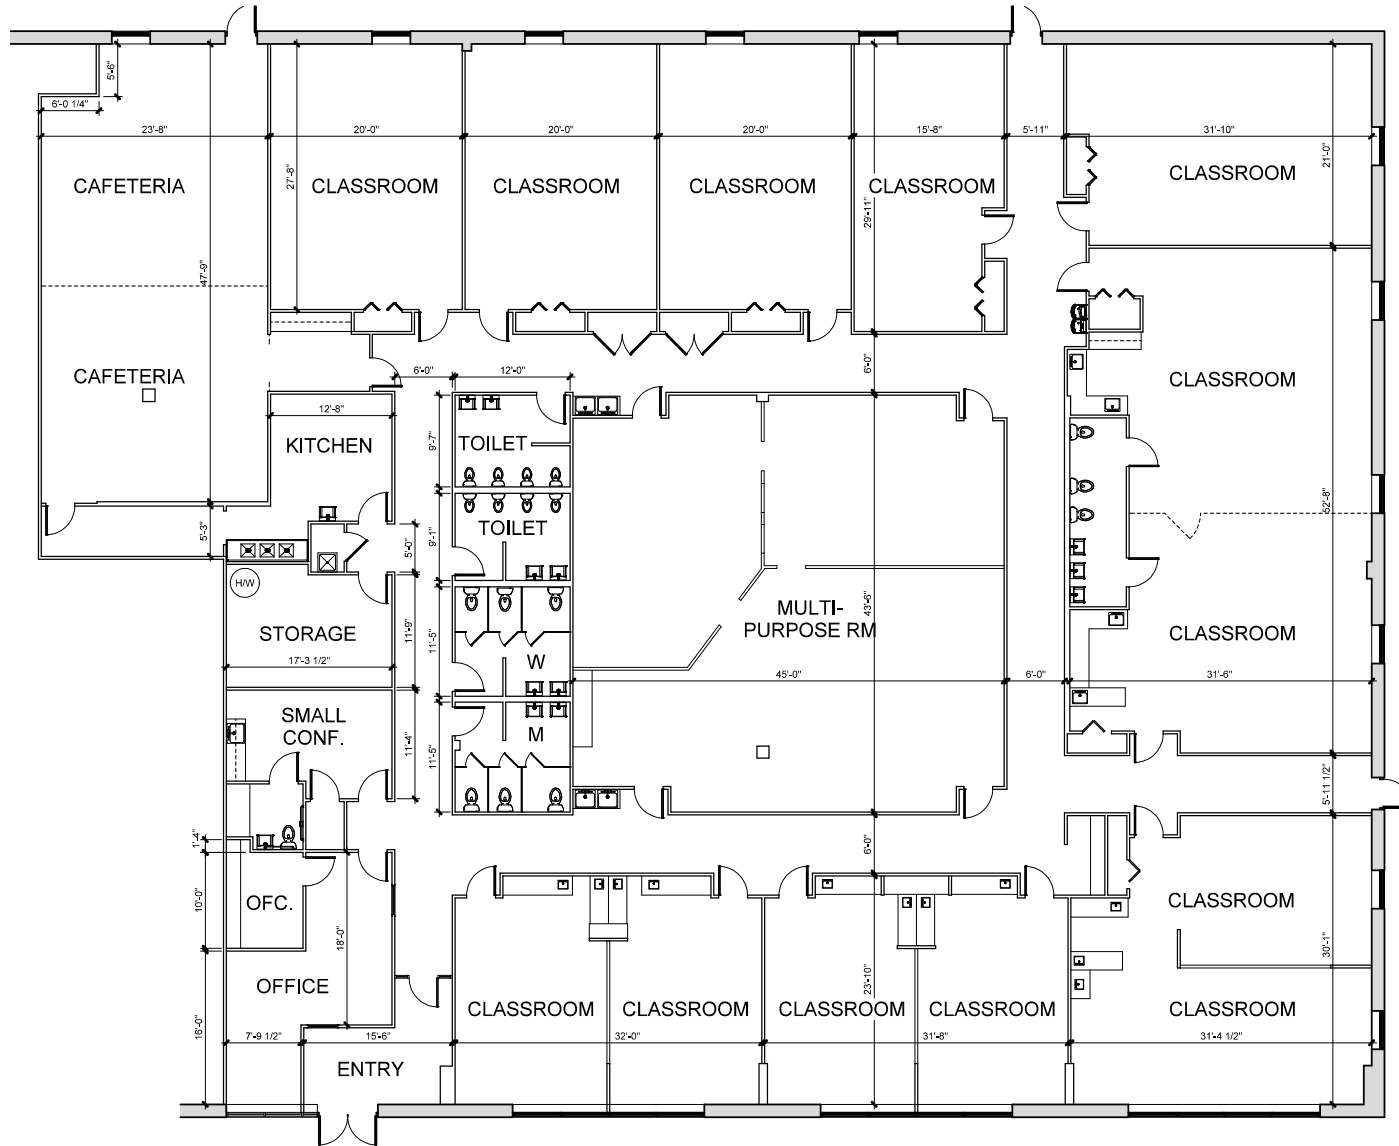 5'-6"
6'-0 1/4"
23'-8"
20'-0"
20'-0"
20'-0"
15'-8"
5'-11"
31'-10"
21'-0"
27'-8"
29'-11"
47'-9"
CAFETERIA
CLASSROOM
CLASSROOM
CLASSROOM
CLASSROOM
CLASSROOM
CAFETERIA
6'-0"
12'-0"
6'-0"
CLASSROOM
12'-8"
KITCHEN
9'-7"
TOILET
5'-3"
5'-0"
9'-1"
TOILET
52'-8"
H/W
STORAGE
17'-3 1/2"
11'-9"
11'-5"
W
MULTI-
PURPOSE RM
43'-6"
CLASSROOM
45'-0"
6'-0"
31'-6"
SMALL
CONF.
11'-4"
11'-5"
M
5'-11 1/2"
1'-4"
6'-0"
10'-0"
OFC.
18'-0"
CLASSROOM
30'-1"
OFFICE
23'-10"
CLASSROOM
CLASSROOM
CLASSROOM
CLASSROOM
CLASSROOM
16'-0"
7'-9 1/2"
15'-6"
32'-0"
31'-8"
31'-4 1/2"
ENTRY